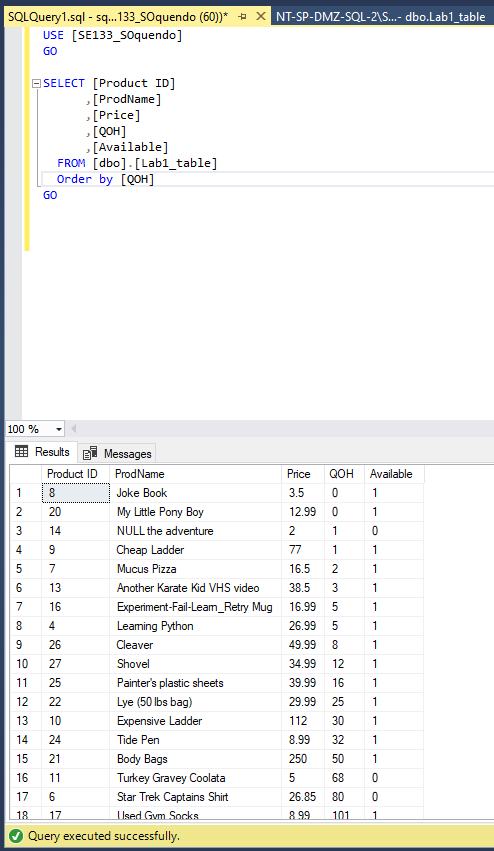 SQLQuery1.sql - sq...133_SOquendo (60))*
NT-SP-DMZ-SQL-2\S...- dbo.Lab1_table
USE [SE133_SOquendo]
GO
SELECT [Product ID]
,[ProdName]
,[Price]
,[QOH]
,[Available]
FROM [dbo].[Lab1_table]
Order by [QOH]
GO
100 %
Results Messages
Product ID ProdName Price QOH Available
1 8 Joke Book 3.5 0 1
2 20 My Little Pony Boy 12.99 0 1
3 14 NULL the adventure 2 1 0
4 9 Cheap Ladder 77 1 1
5 7 Mucus Pizza 16.5 2 1
6 13 Another Karate Kid VHS video 38.5 3 1
7 16 Experiment-Fail-Learn_Retry Mug 16.99 5 1
8 4 Learning Python 26.99 5 1
9 26 Cleaver 49.99 8 1
10 27 Shovel 34.99 12 1
11 25 Painter's plastic sheets 39.99 16 1
12 22 Lye (50 lbs bag) 29.99 25 1
13 10 Expensive Ladder 112 30 1
14 24 Tide Pen 8.99 32 1
15 21 Body Bags 250 50 1
16 11 Turkey Gravey Coolata 5 68 0
17 6 Star Trek Captains Shirt 26.85 80 0
18 17 Used Gym Socks 8.99 101 1
Query executed successfully.